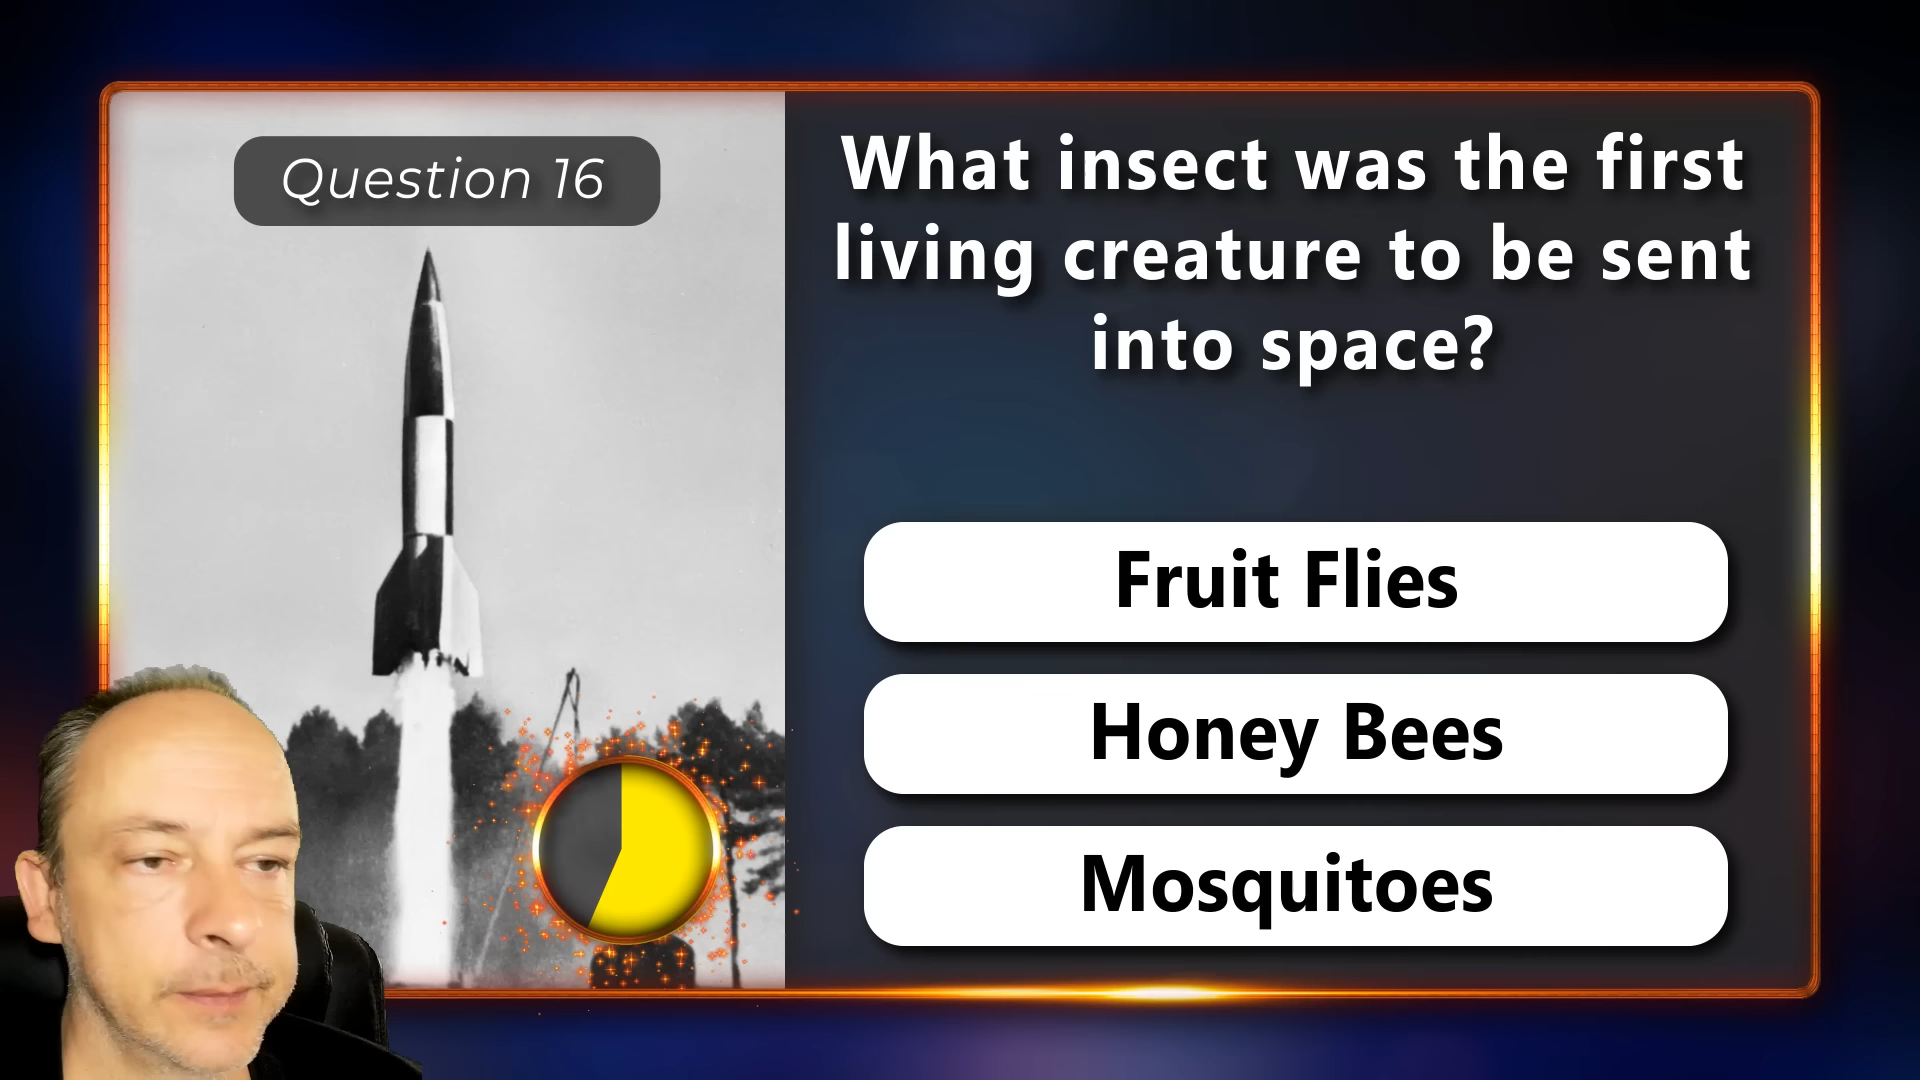 Question 16
What insect was the first
living creature to be sent
into space?
Fruit Flies
Honey Bees
Mosquitoes